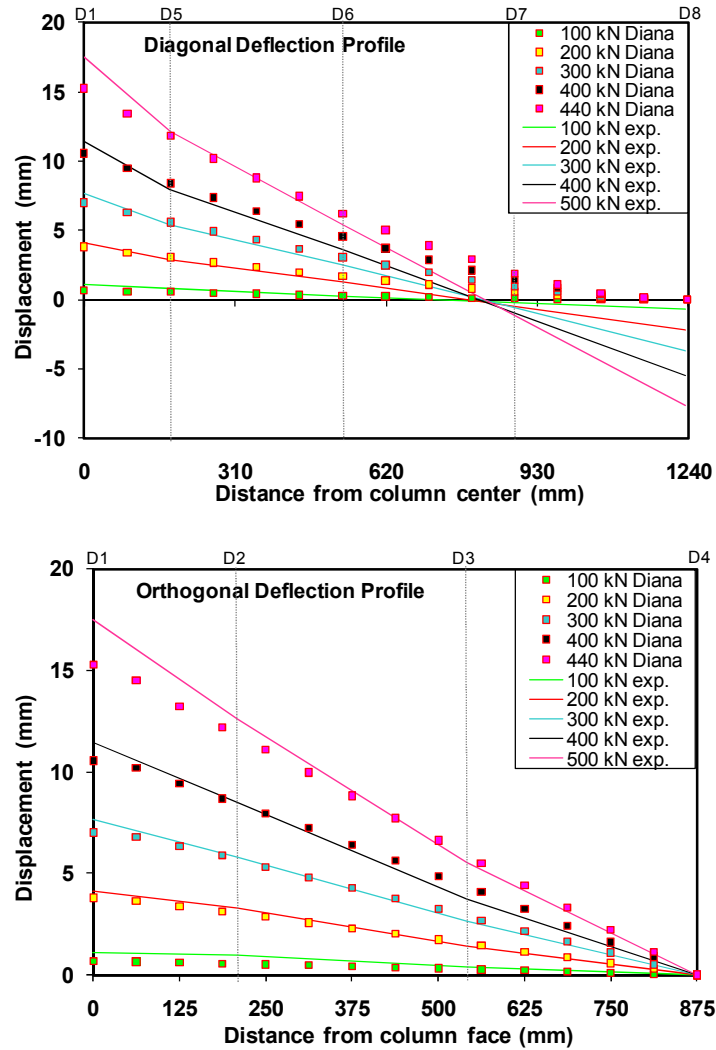 D1 D5 D6 D7 D8
20
15
10
5
0
-5
-10
Displacement (mm)
Diagonal Deflection Profile
100 kN Diana
200 kN Diana
300 kN Diana
400 kN Diana
440 kN Diana
100 kN exp.
200 kN exp.
300 kN exp.
400 kN exp.
500 kN exp.
0 310 620 930 1240
Distance from column center (mm)
D1 D2 D3 D4
20
15
10
5
0
Displacement (mm)
Orthogonal Deflection Profile
100 kN Diana
200 kN Diana
300 kN Diana
400 kN Diana
440 kN Diana
100 kN exp.
200 kN exp.
300 kN exp.
400 kN exp.
500 kN exp.
0 125 250 375 500 625 750 875
Distance from column face (mm)